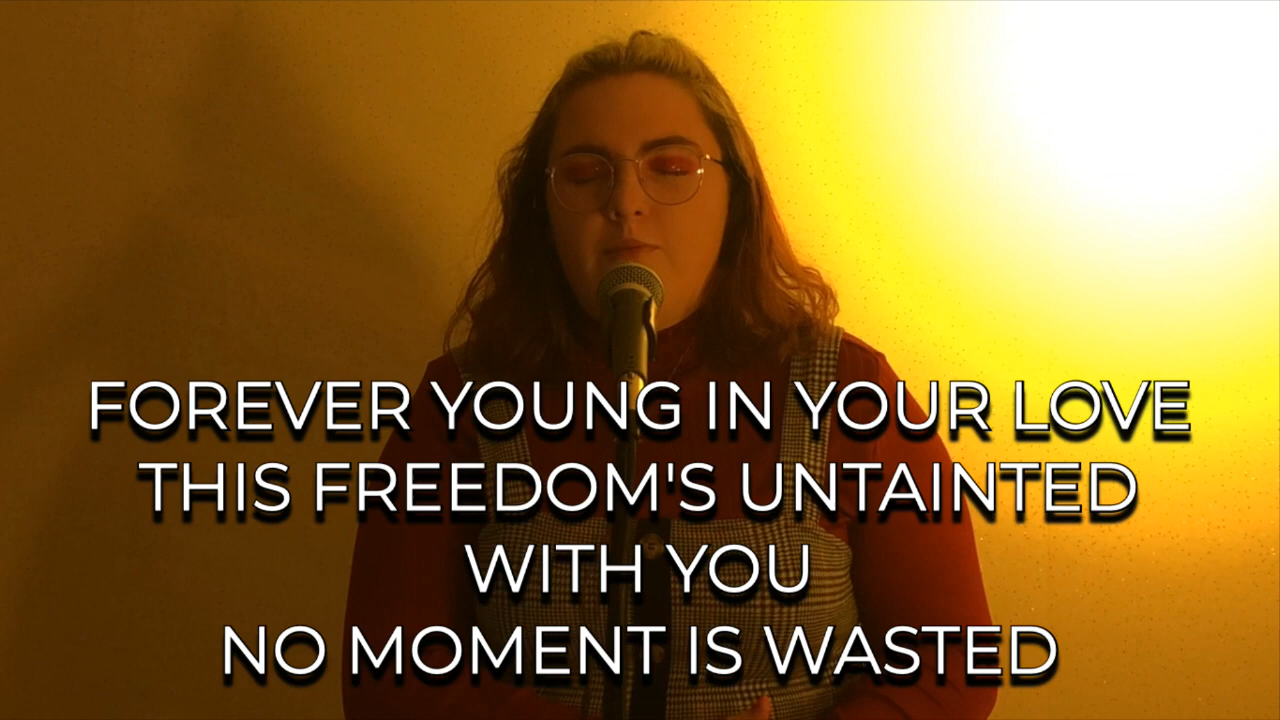 FOREVER YOUNG IN YOUR LOVE
THIS FREEDOM'S UNTAINTED
WITH YOU
NO MOMENT IS WASTED